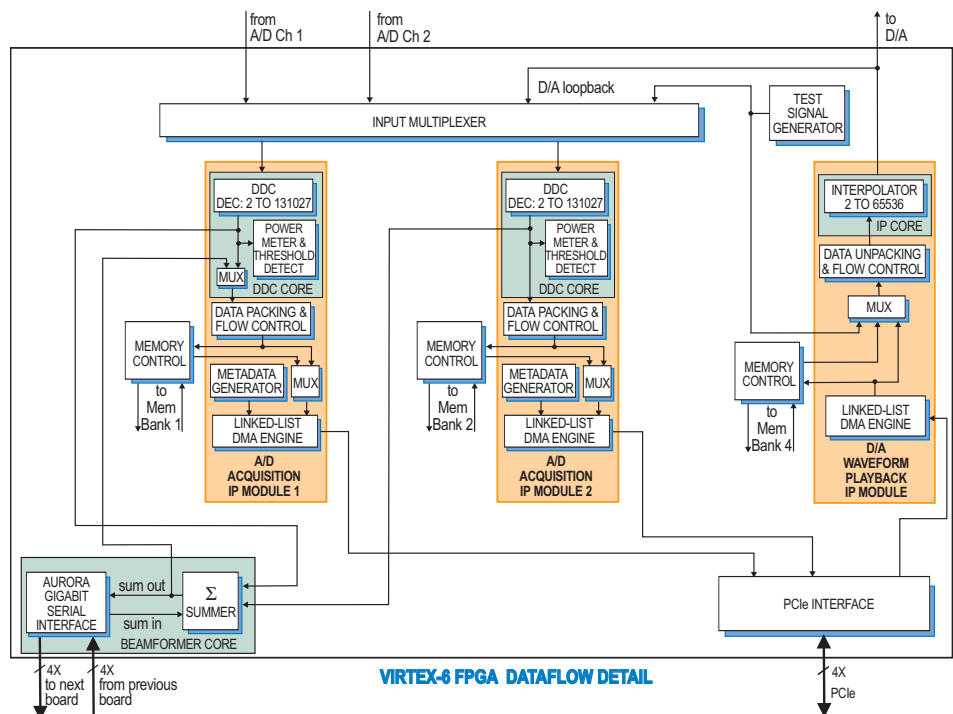 from
A/D Ch 1
from
A/D Ch 2
to
D/A
D/A loopback
TEST
SIGNAL
GENERATOR
INPUT MULTIPLEXER
DDC
DEC: 2 TO 131027
POWER
METER &
THRESHOLD
DETECT
MUX
DDC CORE
DATA PACKING &
FLOW CONTROL
MEMORY
CONTROL
METADATA
GENERATOR
MUX
to
Mem
Bank 1
LINKED-LIST
DMA ENGINE
A/D
ACQUISITION
IP MODULE 1
DDC
DEC: 2 TO 131027
POWER
METER &
THRESHOLD
DETECT
DDC CORE
DATA PACKING &
FLOW CONTROL
MEMORY
CONTROL
METADATA
GENERATOR
MUX
to
Mem
Bank 2
LINKED-LIST
DMA ENGINE
A/D
ACQUISITION
IP MODULE 2
INTERPOLATOR
2 TO 65536
IP CORE
DATA UNPACKING
& FLOW CONTROL
MUX
MEMORY
CONTROL
to
Mem
Bank 4
LINKED-LIST
DMA ENGINE
D/A
WAVEFORM
PLAYBACK
IP MODULE
AURORA
GIGABIT
SERIAL
INTERFACE
sum out
sum in
Σ
SUMMER
BEAMFORMER CORE
PCIe INTERFACE
4X
to next
board
4X
from previous
board
VIRTEX-6 FPGA DATAFLOW DETAIL
4X
PCIe